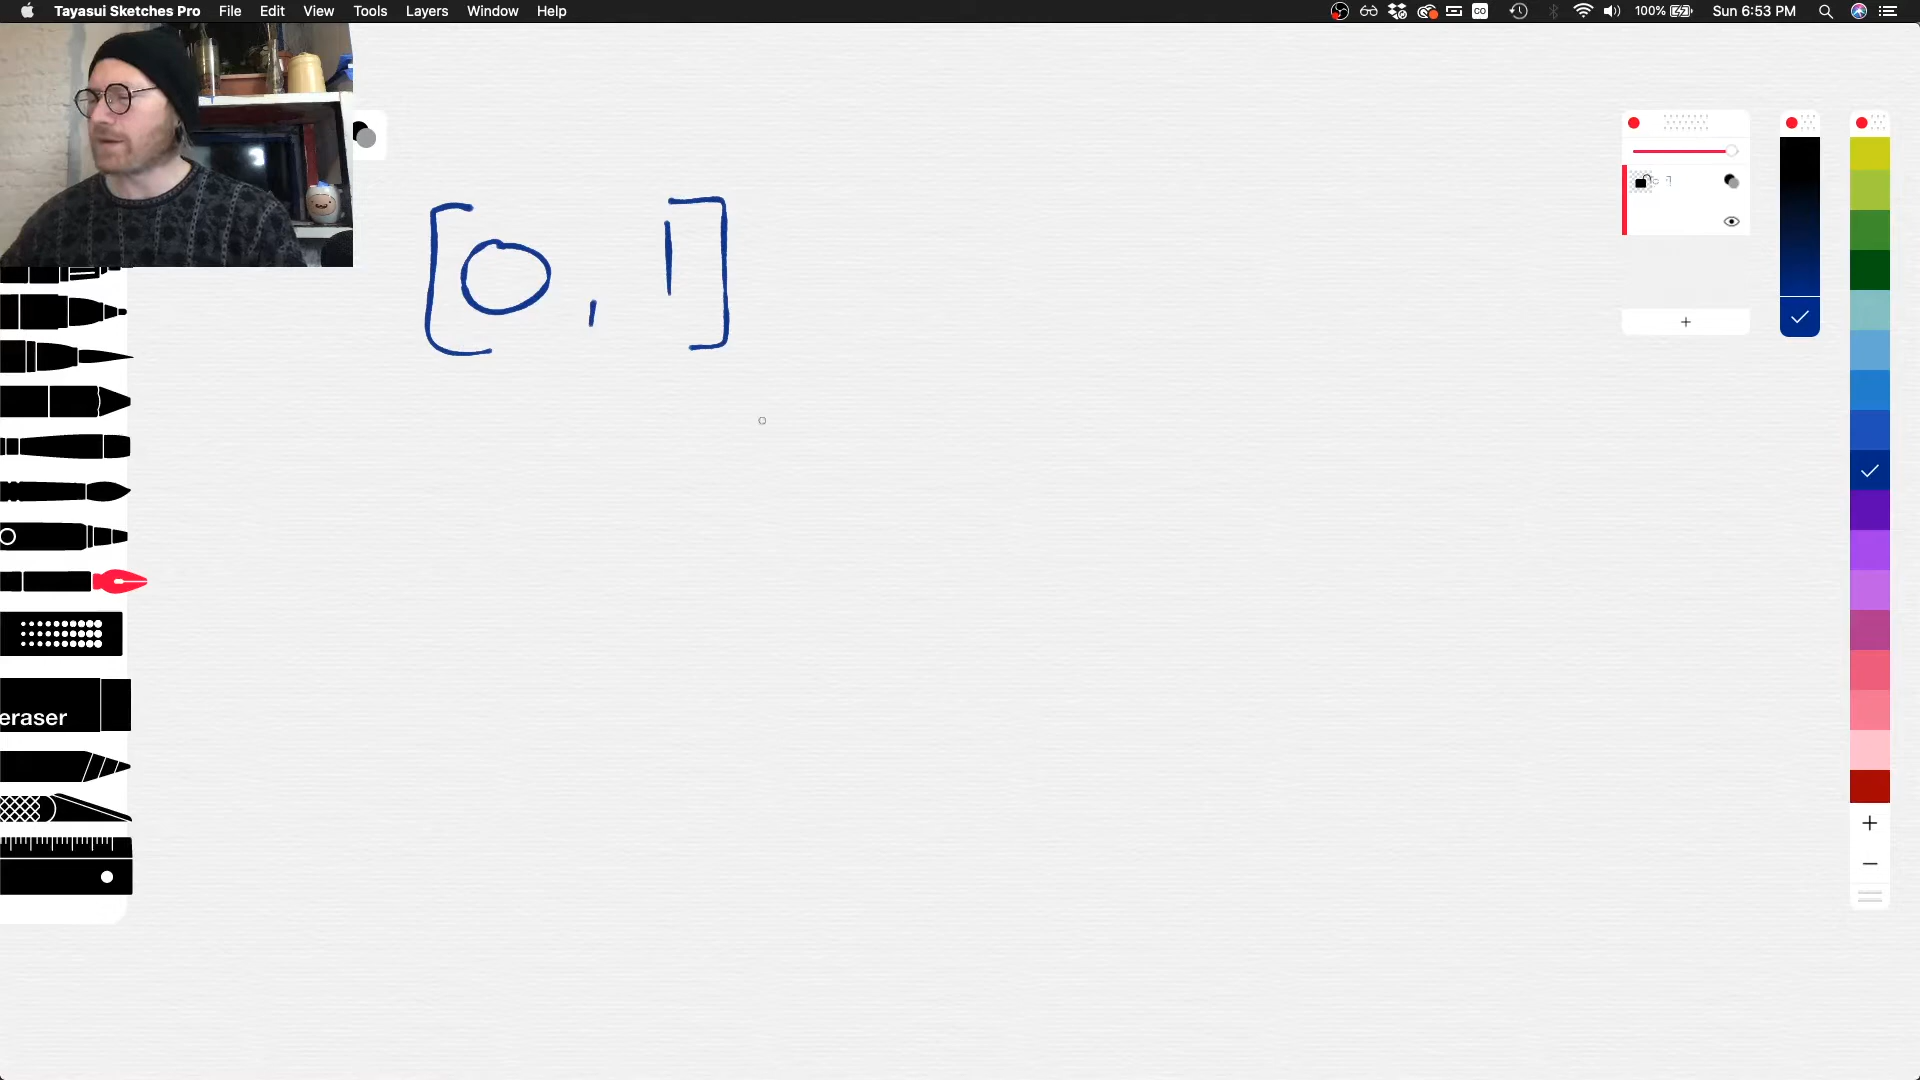 Tayasui Sketches Pro File Edit View Tools Layers Window Help 100% Sun 6:53 PM
[0, 1]
eraser